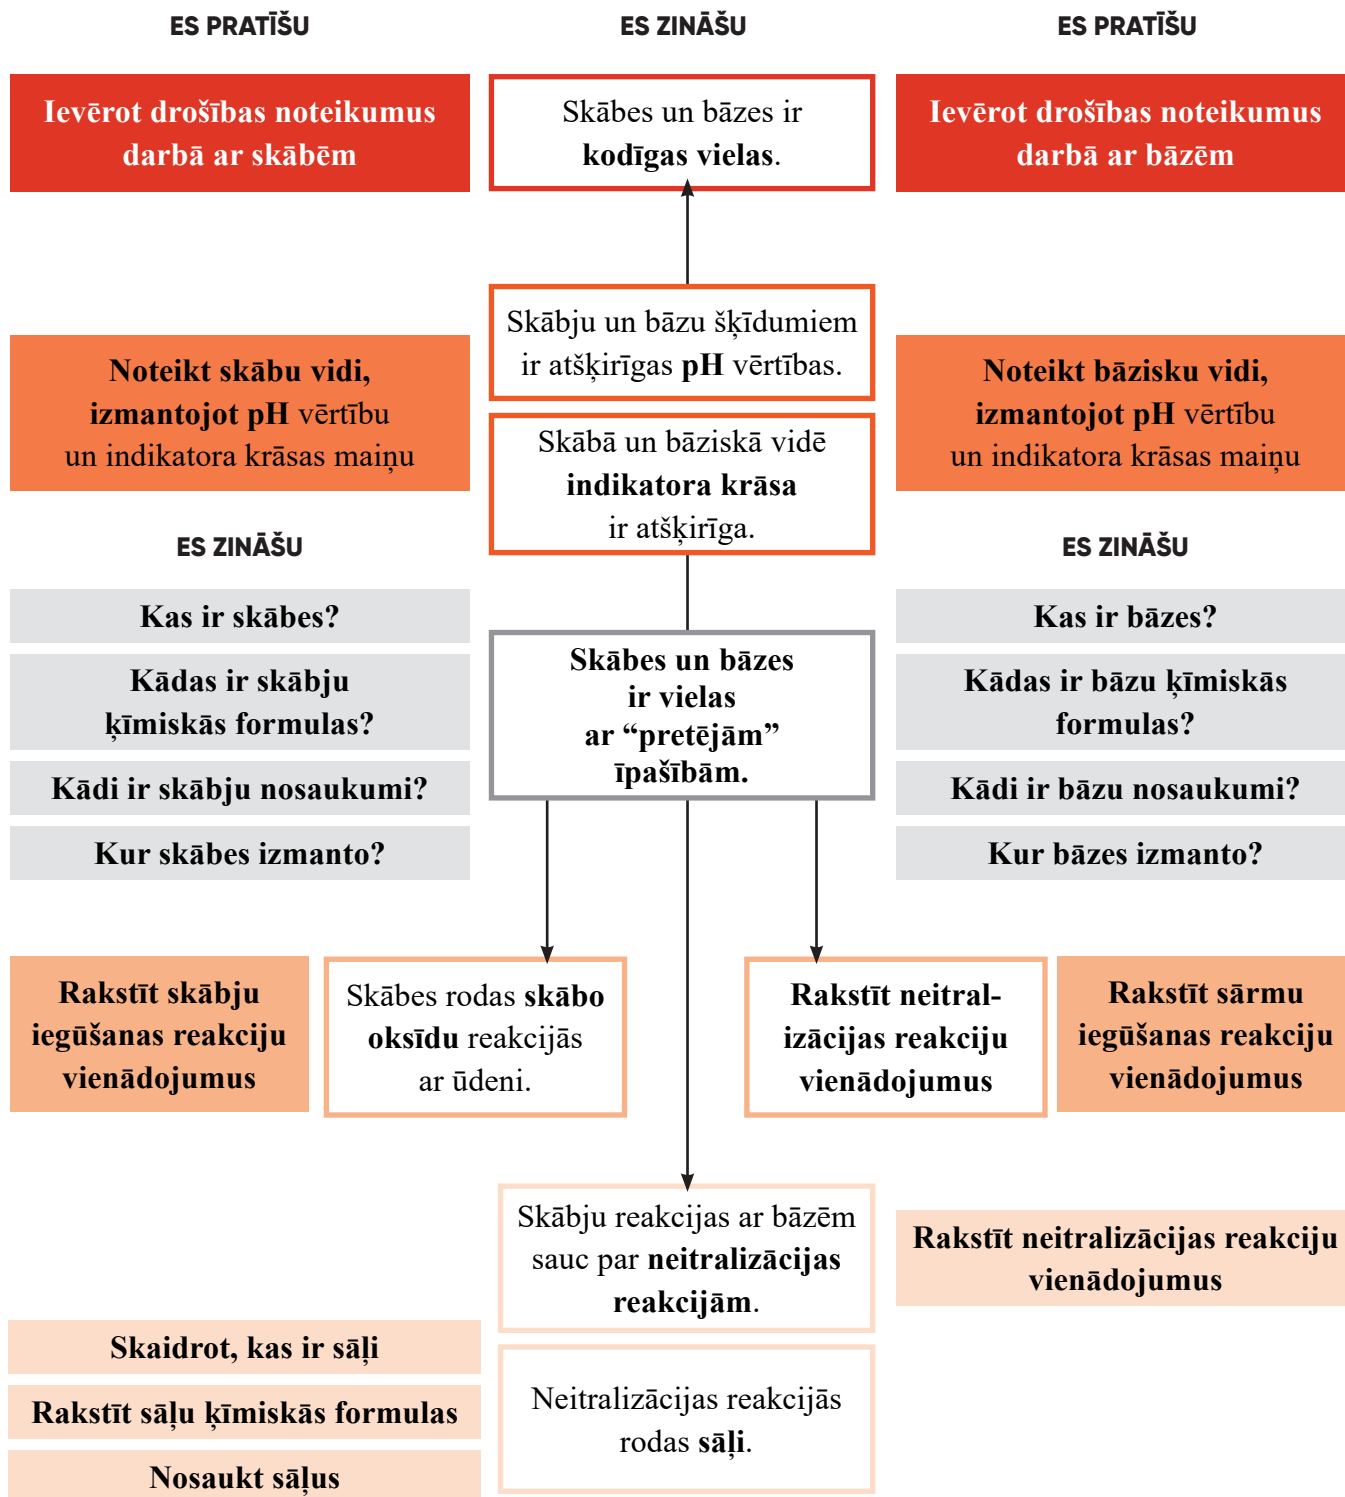 ES PRATĪŠU
ES ZINĀŠU
ES PRATĪŠU
Ievērot drošības noteikumus
darbā ar skābēm
Skābes un bāzes ir
kodīgas vielas.
Ievērot drošības noteikumus
darbā ar bāzēm
Skābju un bāzu šķīdumiem
ir atšķirīgas pH vērtības.
Noteikt skābu vidi,
izmantojot pH vērtību
un indikatora krāsas maiņu
Skābā un bāziskā vidē
indikatora krāsa
ir atšķirīga.
Noteikt bāzisku vidi,
izmantojot pH vērtību
un indikatora krāsas maiņu
ES ZINĀŠU
Kas ir skābes?
Kādas ir skābju
ķīmiskās formulas?
Kādi ir skābju nosaukumi?
Kur skābes izmanto?
Skābes un bāzes
ir vielas
ar “pretējām”
īpašībām.
ES ZINĀŠU
Kas ir bāzes?
Kādas ir bāzu ķīmiskās
formulas?
Kādi ir bāzu nosaukumi?
Kur bāzes izmanto?
Rakstīt skābju
iegūšanas reakciju
vienādojumus
Skābes rodas skābo
oksīdu reakcijās
ar ūdeni.
Rakstīt neitral-
izācijas reakciju
vienādojumus
Rakstīt sārmu
iegūšanas reakciju
vienādojumus
Skābju reakcijas ar bāzēm
sauc par neitralizācijas
reakcijām.
Rakstīt neitralizācijas reakciju
vienādojumus
Skaidrot, kas ir sāļi
Rakstīt sāļu ķīmiskās formulas
Nosaukt sāļus
Neitralizācijas reakcijās
rodas sāļi.